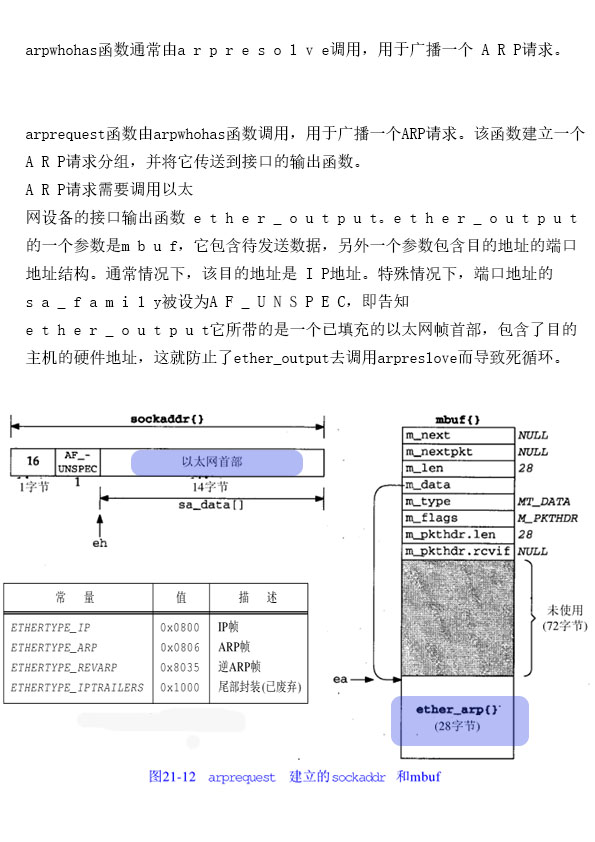 arpwhohas函数通常由a r p r e s o l v e调用，用于广播一个 A R P请求。
arprequest函数由arpwhohas函数调用，用于广播一个ARP请求。该函数建立一个
A R P请求分组，并将它传送到接口的输出函数。
A R P请求需要调用以太
网设备的接口输出函数 e t h e r _ o u t p u t。e t h e r _ o u t p u t
的一个参数是m b u f，它包含待发送数据，另外一个参数包含目的地址的端口
地址结构。通常情况下，该目的地址是 I P地址。特殊情况下，端口地址的
s a _ f a m i l y被设为A F _ U N S P E C，即告知
e t h e r _ o u t p u t它所带的是一个已填充的以太网帧首部，包含了目的
主机的硬件地址，这就防止了ether_output去调用arpreslove而导致死循环。
sockaddr{}
16
AF_-
UNSPEC
以太网首部
1字节
1
14字节
sa_data[]
eh
常 量 值 描 述
ETHERTYPE_IP 0x0800 IP帧
ETHERTYPE_ARP 0x0806 ARP帧
ETHERTYPE_REVARP 0x8035 逆ARP帧
ETHERTYPE_IPTRAILERS 0x1000 尾部封装(已废弃)
mbuf{}
m_next NULL
m_nextpkt NULL
m_len 28
m_data
m_type MT_DATA
m_flags M_PKTHDR
m_pkthdr.len 28
m_pkthdr.rcvif NULL
未使用
(72字节)
ea
ether_arp{}
(28字节)
图21-12 arprequest 建立的sockaddr 和mbuf